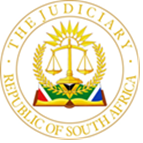 · THE JUDICIARY ·
REPUBLIC OF SOUTH AFRICA